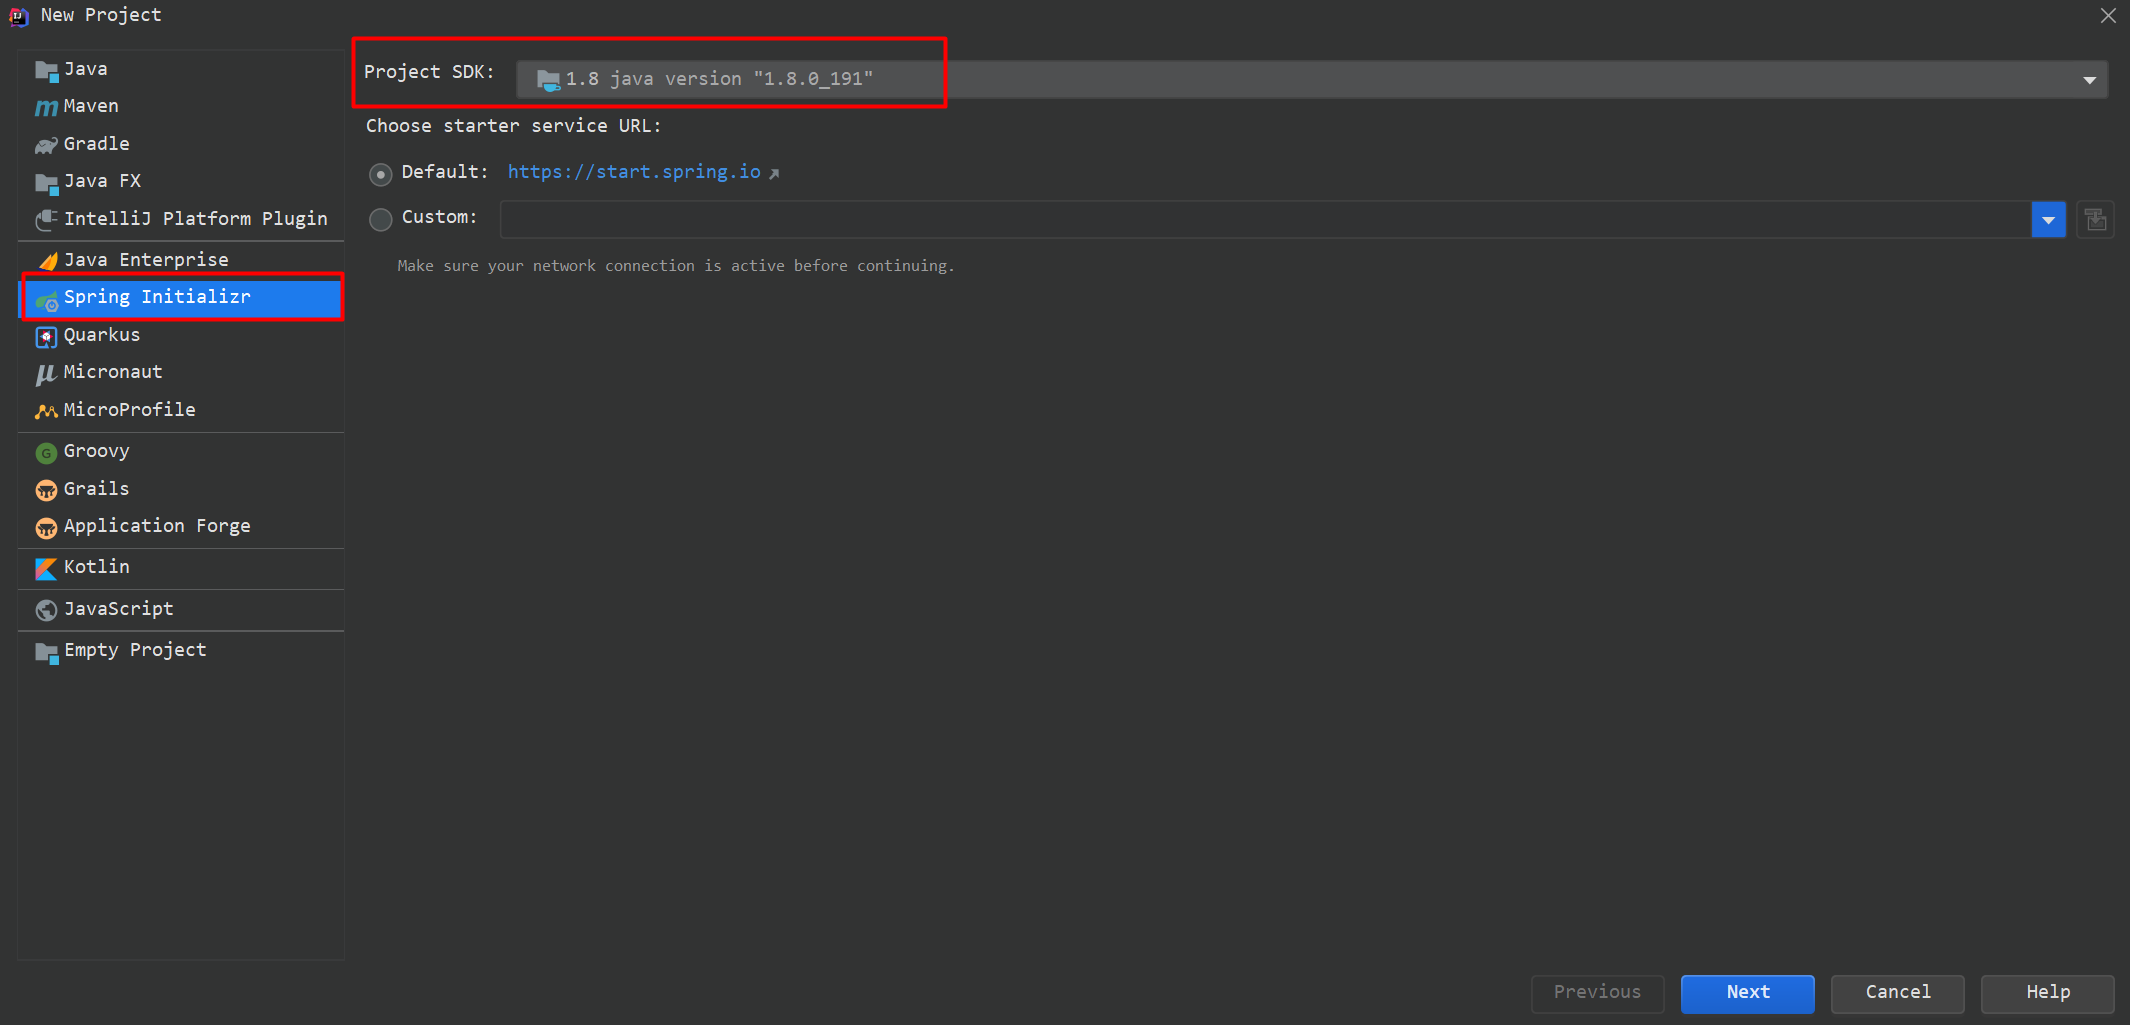 New Project
Java
Maven
Gradle
Java FX
IntelliJ Platform Plugin
Java Enterprise
Spring Initializr
Quarkus
Micronaut
MicroProfile
Groovy
Grails
Application Forge
Kotlin
JavaScript
Empty Project
Project SDK: 1.8 java version "1.8.0_191"
Choose starter service URL:
Default: https://start.spring.io
Custom:
Make sure your network connection is active before continuing.
Previous Next Cancel Help